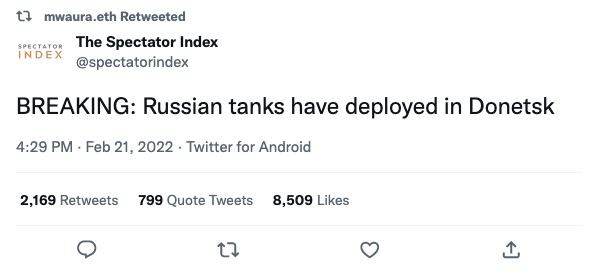 mwaura.eth Retweeted
SPECTATOR
INDEX
The Spectator Index
@spectatorindex
BREAKING: Russian tanks have deployed in Donetsk
4:29 PM · Feb 21, 2022 · Twitter for Android
2,169 Retweets 799 Quote Tweets 8,509 Likes